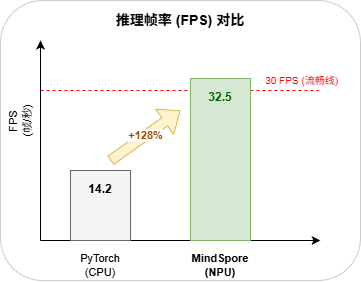 推理帧率 (FPS) 对比
30 FPS (流畅线)
32.5
+128%
14.2
FPS
(帧/秒)
PyTorch
(CPU)
MindSpore
(NPU)